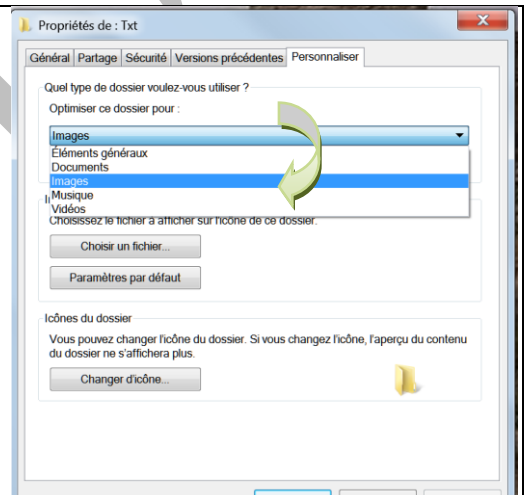 Propriétés de : Txt
Général Partage Sécurité Versions précédentes Personnaliser
Quel type de dossier voulez-vous utiliser ?
Optimiser ce dossier pour :
Images
Éléments généraux
Documents
Images
Musique
Vidéos
Choisissez le fichier à afficher sur l'icône de ce dossier.
Choisir un fichier...
Paramètres par défaut
Icônes du dossier
Vous pouvez changer l'icône du dossier. Si vous changez l'icône, l'aperçu du contenu
du dossier ne s'affichera plus.
Changer d'icône...